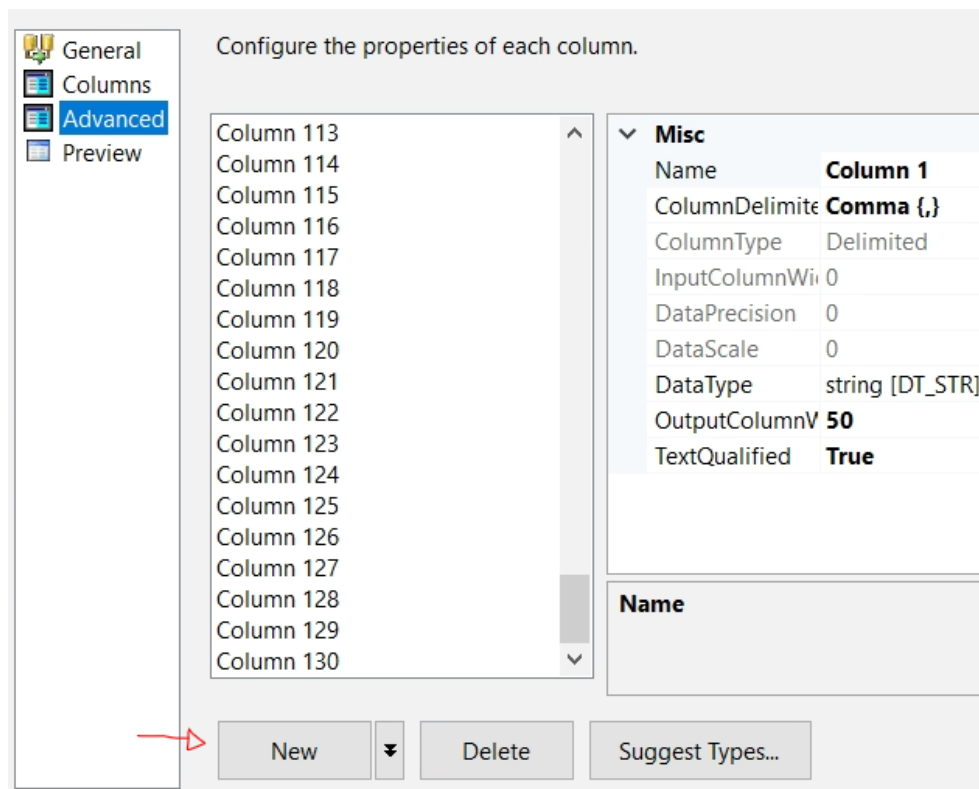 General
Columns
Advanced
Preview
Configure the properties of each column.
Column 113
Column 114
Column 115
Column 116
Column 117
Column 118
Column 119
Column 120
Column 121
Column 122
Column 123
Column 124
Column 125
Column 126
Column 127
Column 128
Column 129
Column 130
Misc
Name Column 1
ColumnDelimite Comma {,}
ColumnType Delimited
InputColumnWi 0
DataPrecision 0
DataScale 0
DataType string [DT_STR]
OutputColumnW 50
TextQualified True
Name
New Delete Suggest Types...